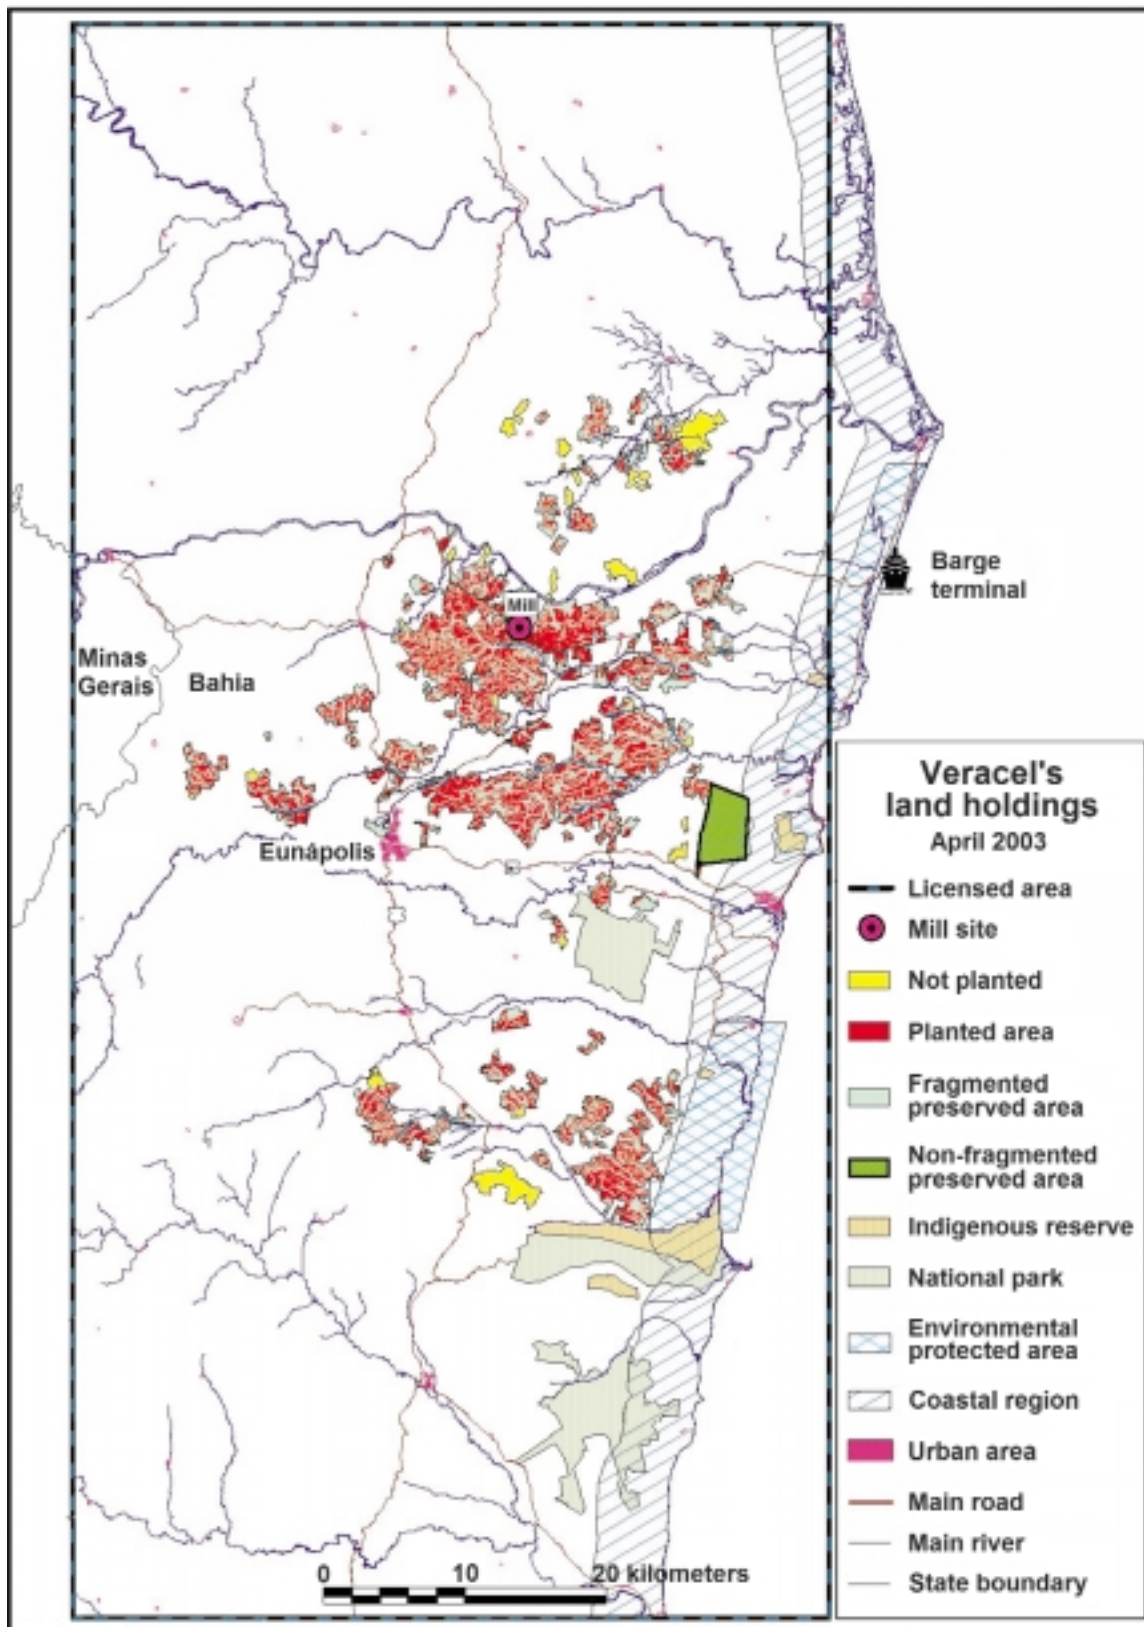 Mill
Barge
terminal
Minas
Gerais
Bahia
Eunápolis
0 10 20 kilometers
Veracel's
land holdings
April 2003
Licensed area
Mill site
Not planted
Planted area
Fragmented
preserved area
Non-fragmented
preserved area
Indigenous reserve
National park
Environmental
protected area
Coastal region
Urban area
Main road
Main river
State boundary